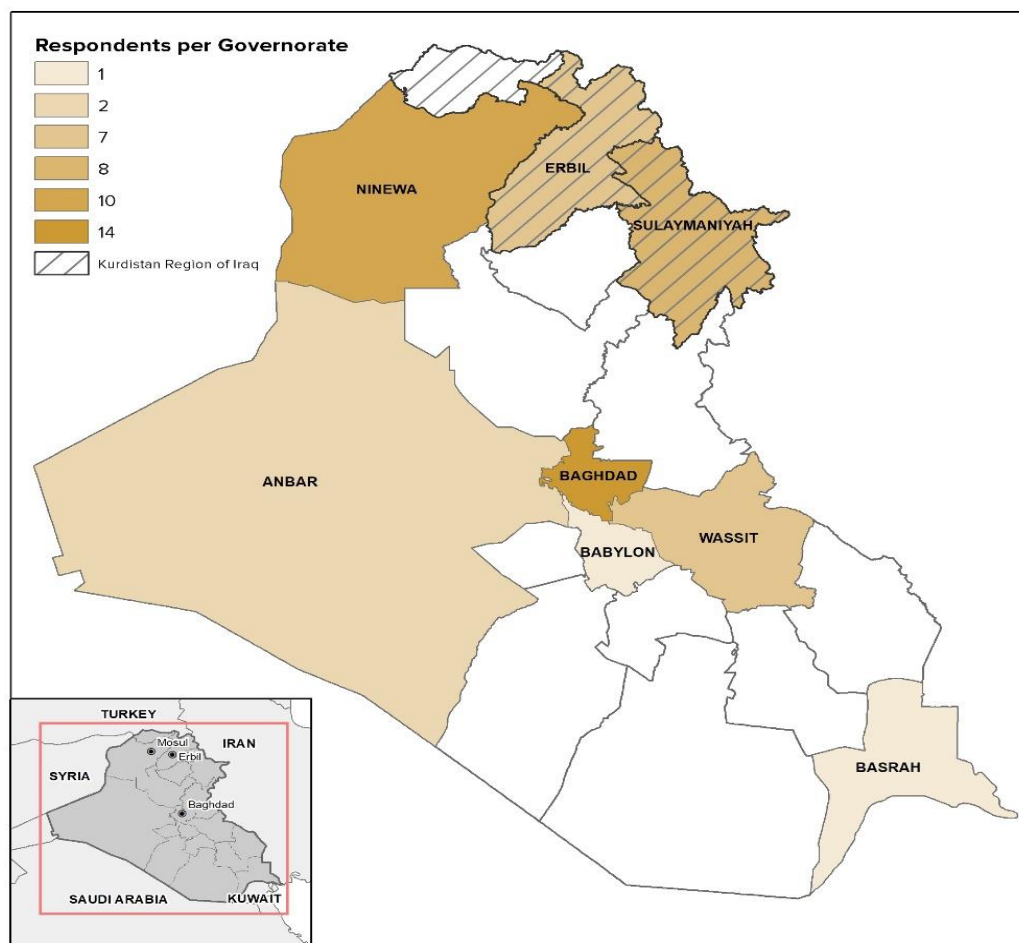 Respondents per Governorate
1
2
7
8
10
14
Kurdistan Region of Iraq
NINEWA
ERBIL
SULAYMANIYAH
ANBAR
BAGHDAD
WASSIT
BABYLON
BASRAH
TURKEY
Mosul
IRAN
Erbil
SYRIA
Baghdad
SAUDI ARABIA
KUWAIT